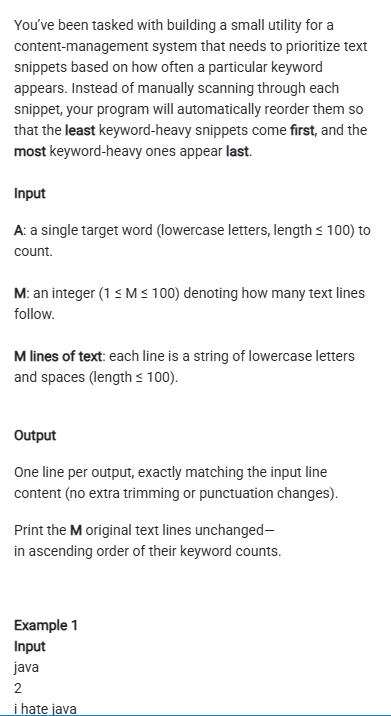 You've been tasked with building a small utility for a
content-management system that needs to prioritize text
snippets based on how often a particular keyword
appears. Instead of manually scanning through each
snippet, your program will automatically reorder them so
that the least keyword-heavy snippets come first, and the
most keyword-heavy ones appear last.
Input
A: a single target word (lowercase letters, length ≤ 100) to
count.
M: an integer (1 ≤ M ≤ 100) denoting how many text lines
follow.
M lines of text: each line is a string of lowercase letters
and spaces (length ≤ 100).
Output
One line per output, exactly matching the input line
content (no extra trimming or punctuation changes).
Print the M original text lines unchanged—
in ascending order of their keyword counts.
Example 1
Input
java
2
i hate java